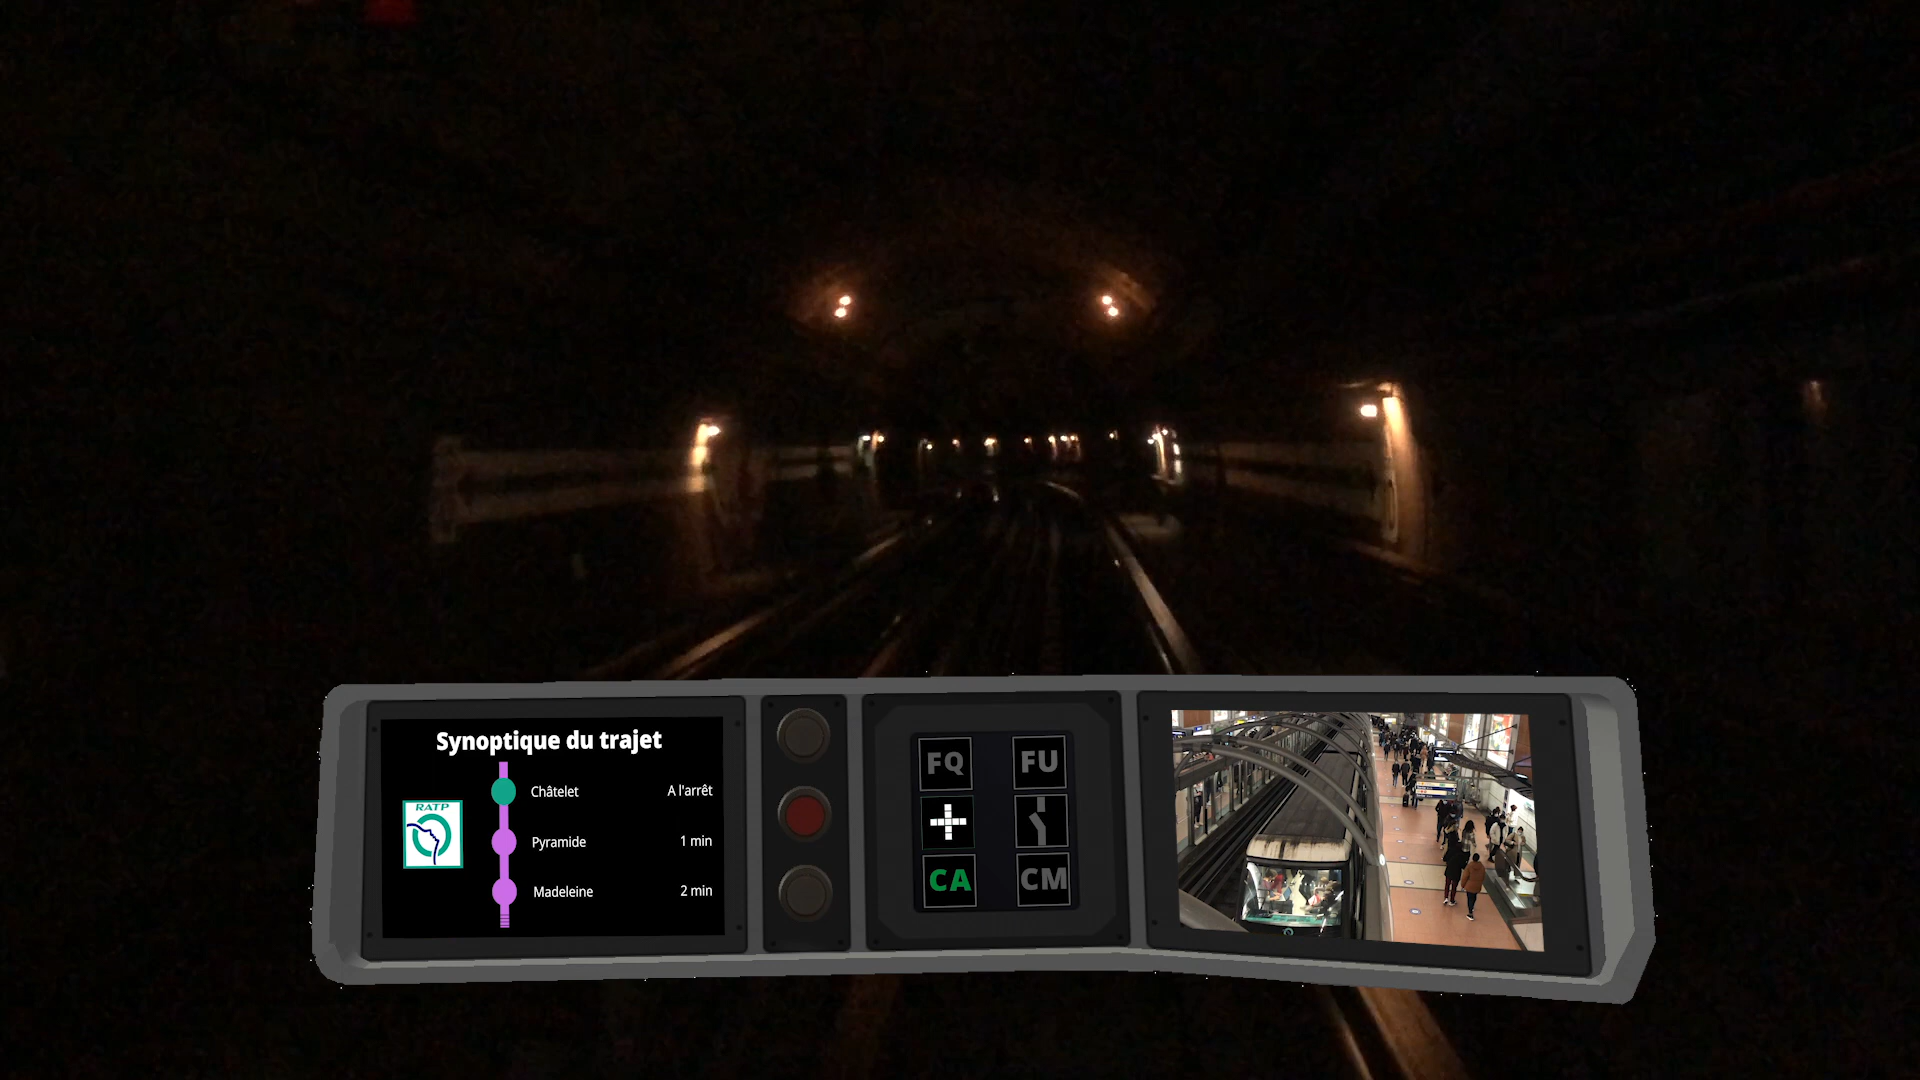 Synoptique du trajet
RATP
Châtelet A l'arrêt
Pyramide 1 min
Madeleine 2 min
FQ FU
CA CM